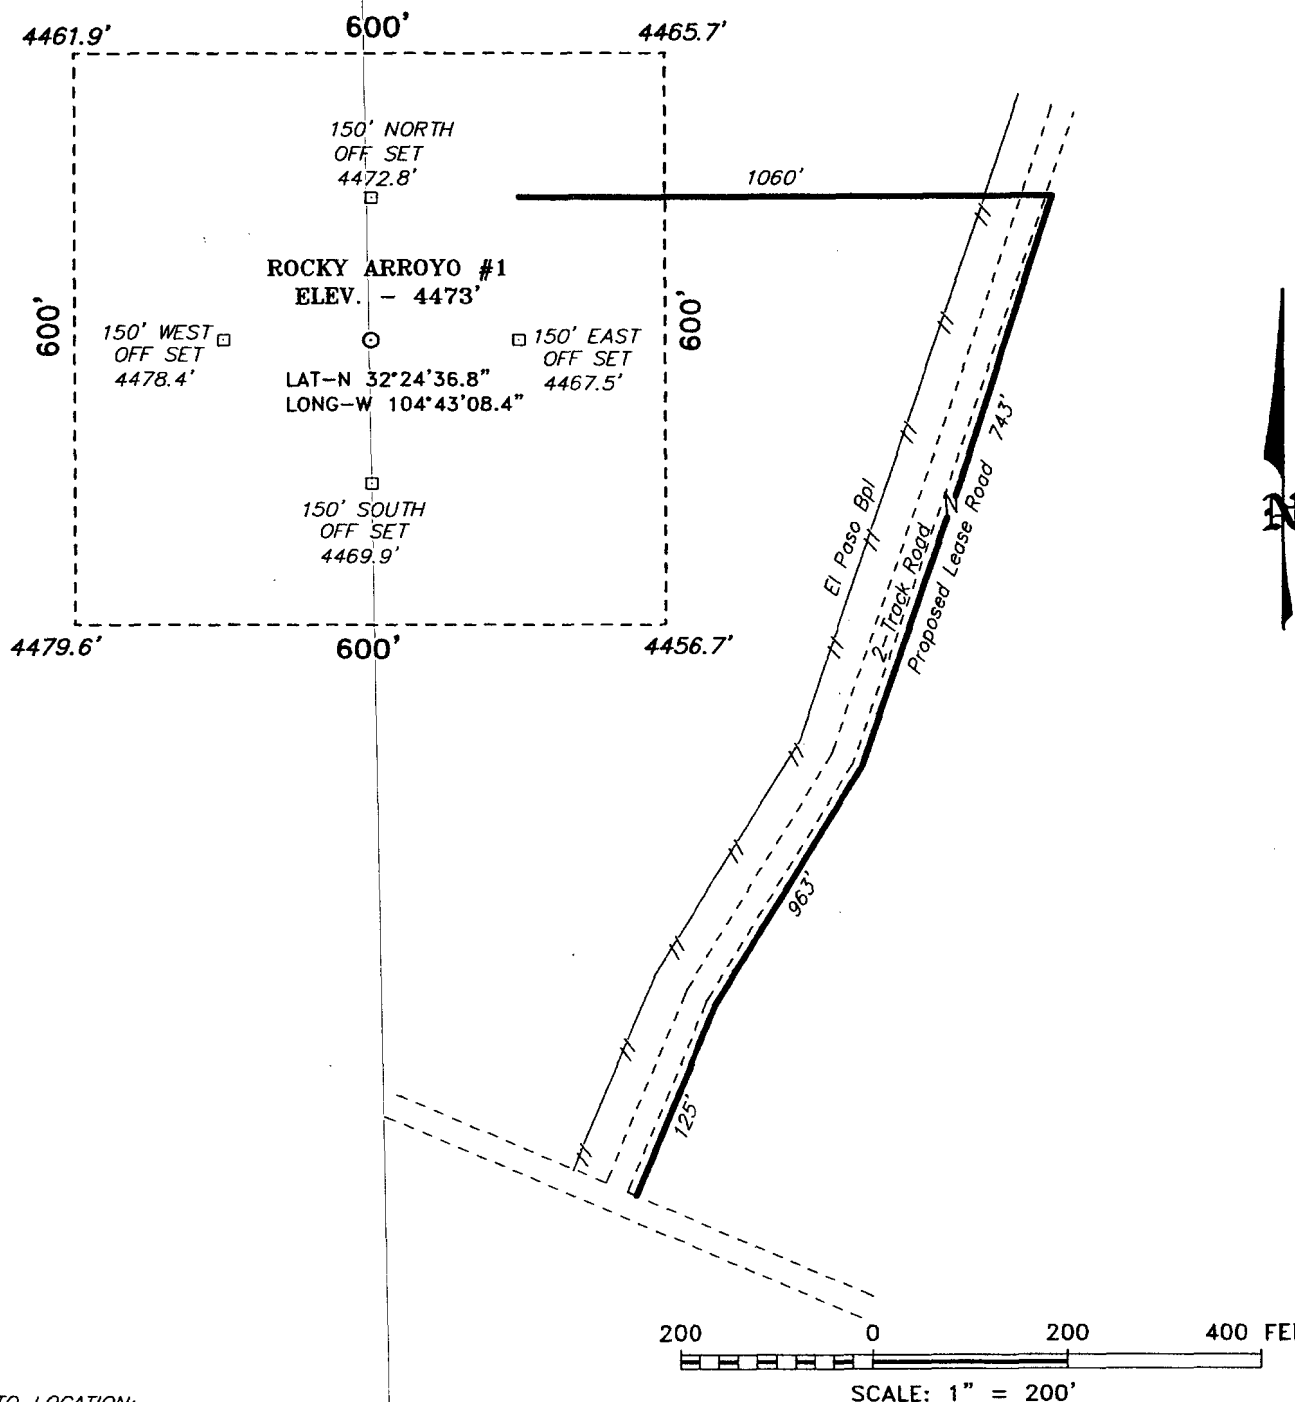 4461.9'
600'
4465.7'
150' NORTH
OFF SET
4472.8'
1060'
ROCKY ARROYO #1
ELEV. - 4473'
600'
150' WEST
OFF SET
4478.4'
150' EAST
OFF SET
4467.5'
600'
LAT-N 32°24'36.8"
LONG-W 104°43'08.4"
150' SOUTH
OFF SET
4469.9'
4479.6'
600'
4456.7'
El Paso Bpl
2-Track Road
Proposed Lease Road 743'
N
963'
125'
200 0 200 400
SCALE: 1" = 200'